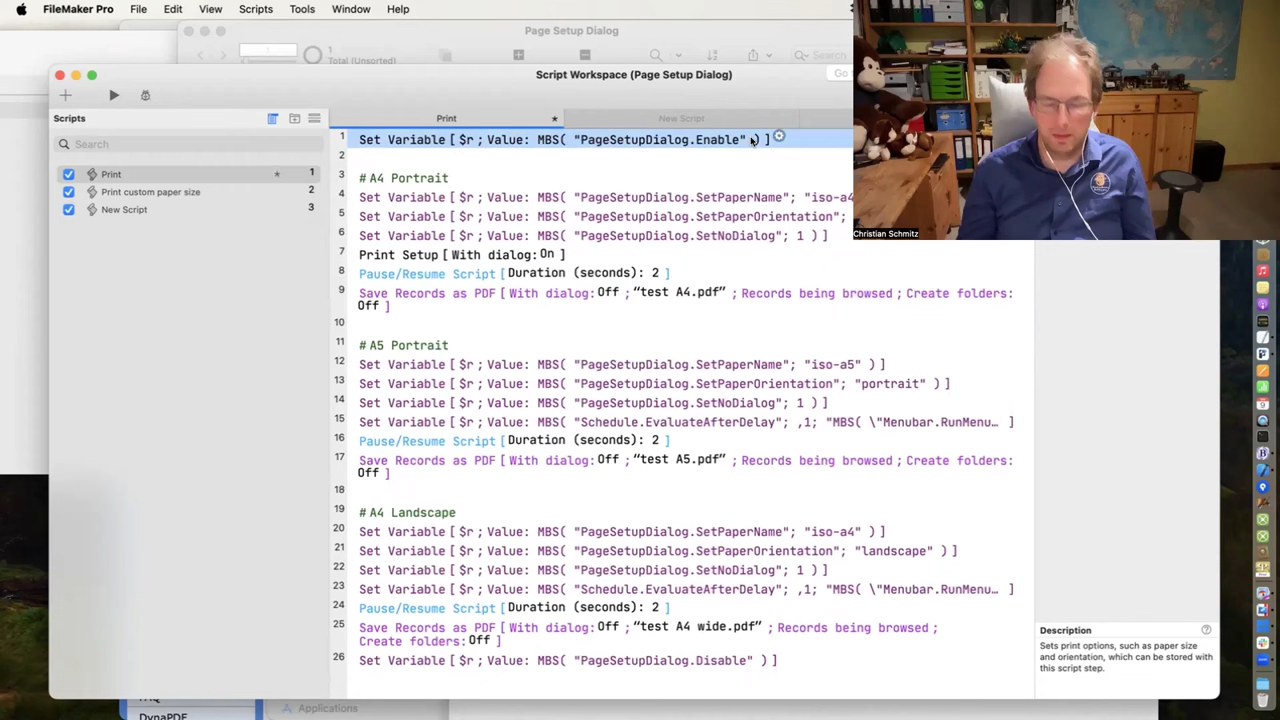 FileMaker Pro File Edit View Scripts Tools Window Help
Page Setup Dialog
1
Total (Unsorted)
Search
Script Workspace (Page Setup Dialog)
Scripts
Print *
New Script
Search
Print * 1
Print custom paper size 2
New Script 3
1 Set Variable [ $r ; Value: MBS( "PageSetupDialog.Enable" ) ]
2
3 # A4 Portrait
4 Set Variable [ $r ; Value: MBS( "PageSetupDialog.SetPaperName"; "iso-a4
5 Set Variable [ $r ; Value: MBS( "PageSetupDialog.SetPaperOrientation";
6 Set Variable [ $r ; Value: MBS( "PageSetupDialog.SetNoDialog"; 1 ) ]
7 Print Setup [ With dialog: On ]
8 Pause/Resume Script [ Duration (seconds): 2 ]
9 Save Records as PDF [ With dialog: Off ; “test A4.pdf” ; Records being browsed ; Create folders:
Off ]
10
11 # A5 Portrait
12 Set Variable [ $r ; Value: MBS( "PageSetupDialog.SetPaperName"; "iso-a5" ) ]
13 Set Variable [ $r ; Value: MBS( "PageSetupDialog.SetPaperOrientation"; "portrait" ) ]
14 Set Variable [ $r ; Value: MBS( "PageSetupDialog.SetNoDialog"; 1 ) ]
15 Set Variable [ $r ; Value: MBS( "Schedule.EvaluateAfterDelay"; ,1; "MBS( \"Menubar.RunMenu… ]
16 Pause/Resume Script [ Duration (seconds): 2 ]
17 Save Records as PDF [ With dialog: Off ; “test A5.pdf” ; Records being browsed ; Create folders:
Off ]
18
19 # A4 Landscape
20 Set Variable [ $r ; Value: MBS( "PageSetupDialog.SetPaperName"; "iso-a4" ) ]
21 Set Variable [ $r ; Value: MBS( "PageSetupDialog.SetPaperOrientation"; "landscape" ) ]
22 Set Variable [ $r ; Value: MBS( "PageSetupDialog.SetNoDialog"; 1 ) ]
23 Set Variable [ $r ; Value: MBS( "Schedule.EvaluateAfterDelay"; ,1; "MBS( \"Menubar.RunMenu… ]
24 Pause/Resume Script [ Duration (seconds): 2 ]
25 Save Records as PDF [ With dialog: Off ; “test A4 wide.pdf” ; Records being browsed ;
Create folders: Off ]
26 Set Variable [ $r ; Value: MBS( "PageSetupDialog.Disable" ) ]
Christian Schmitz
Description
Sets print options, such as paper size
and orientation, which can be stored with
this script step.
DynaPDF
Applications